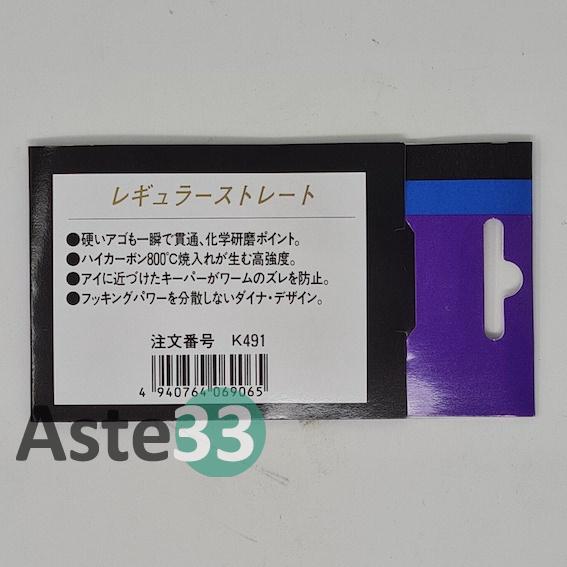 レギュラーストレート
●硬いアゴも一瞬で貫通、化学研磨ポイント。
●ハイカーボン800℃焼入れが生む高強度。
●アイに近づけたキーパーがワームのズレを防止。
●フッキングパワーを分散しないダイナ・デザイン。
注文番号 K491
4 940764 069065
Aste33